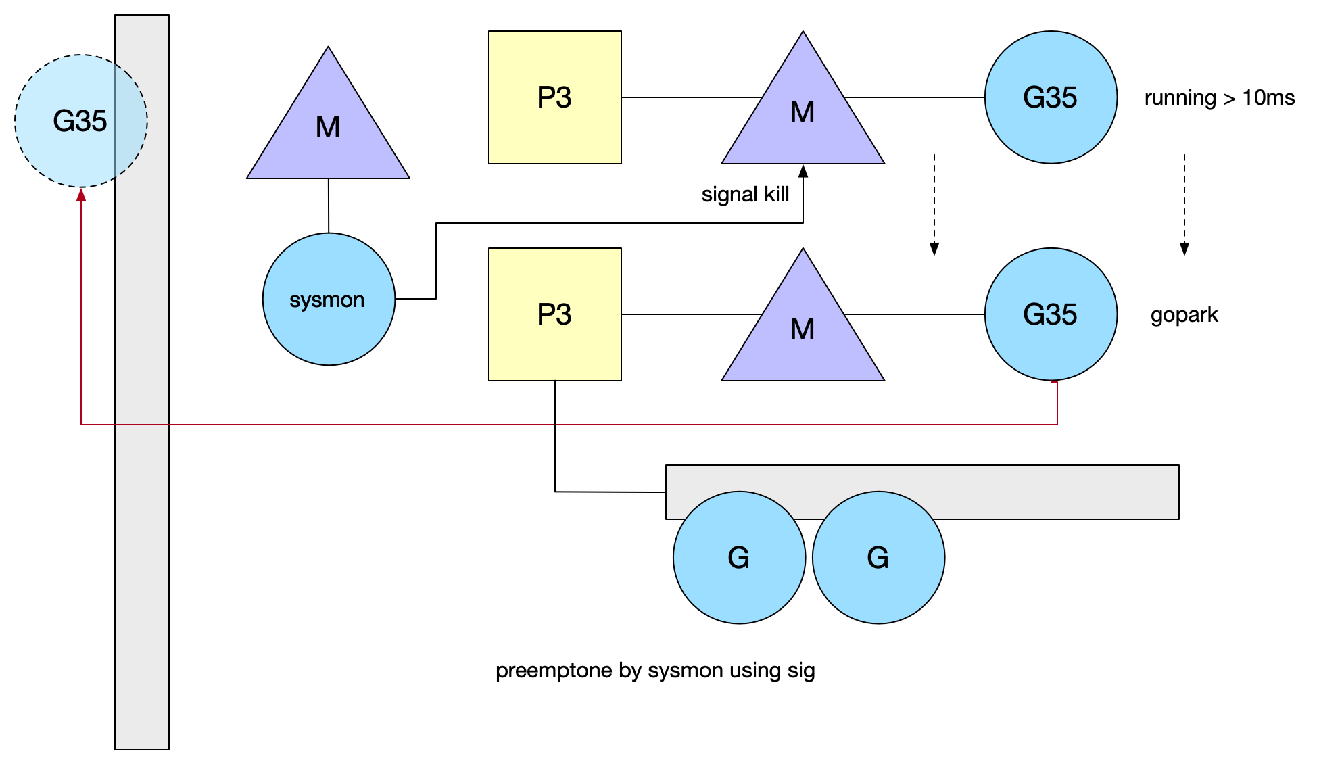 G35
M
P3
M
G35
running > 10ms
signal kill
sysmon
P3
M
G35
gopark
G
G
preemptone by sysmon using sig